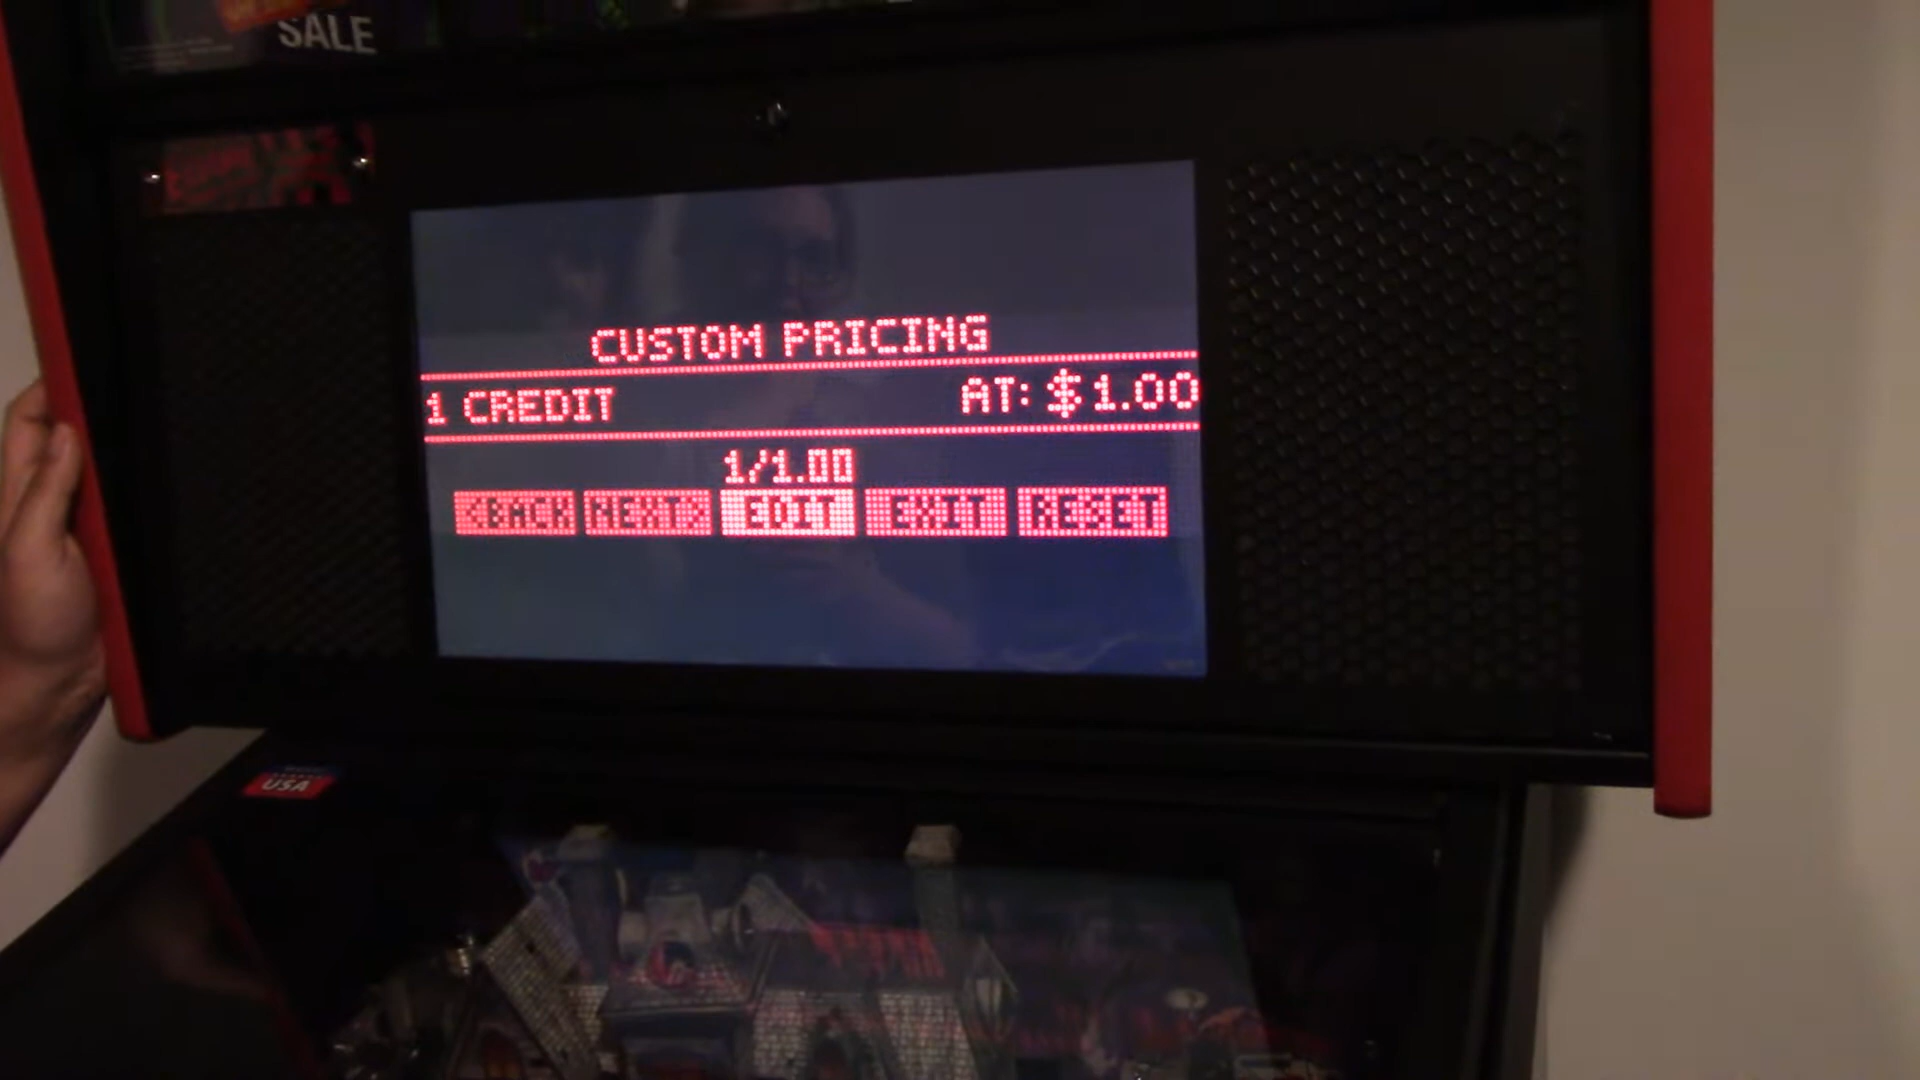 SALE
CUSTOM PRICING
1 CREDIT AT: $1.00
1/1.00
<BACK NEXT> EDIT EXIT RESET
USA